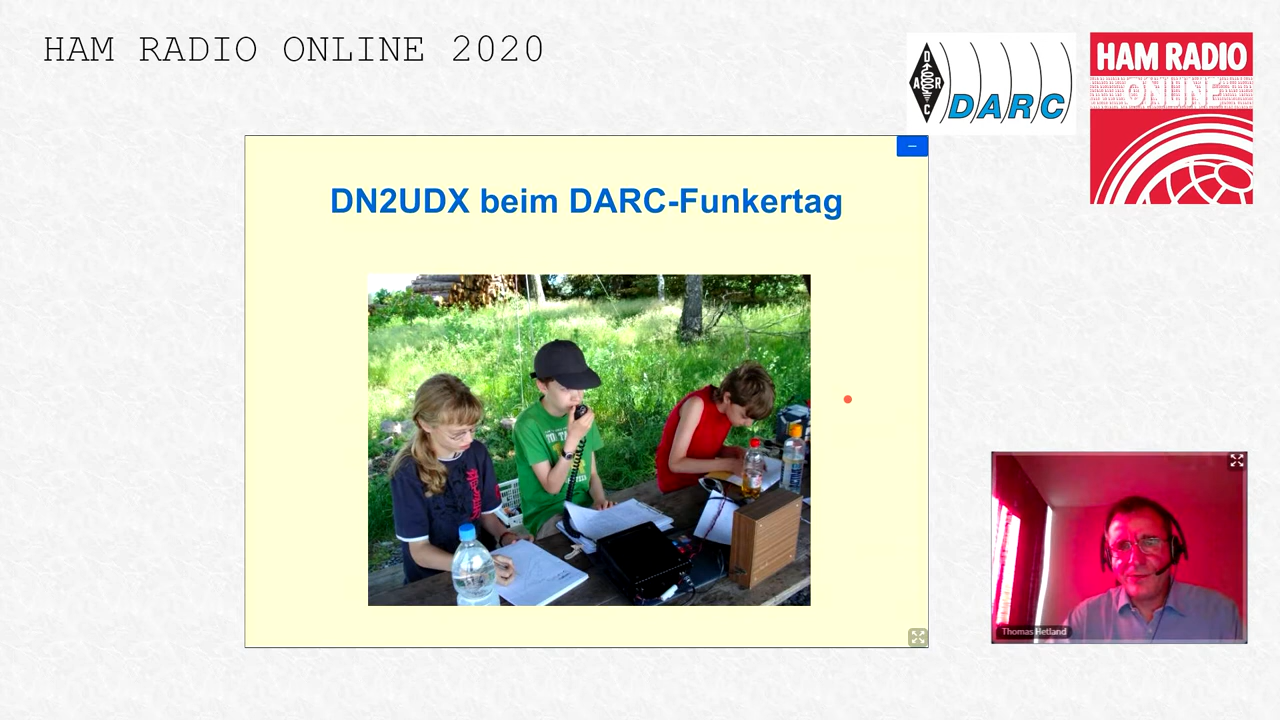 HAM RADIO ONLINE 2020
D
A R
C
DARC
HAM RADIO
ONLINE
DN2UDX beim DARC-Funkertag
Thomas Hetland